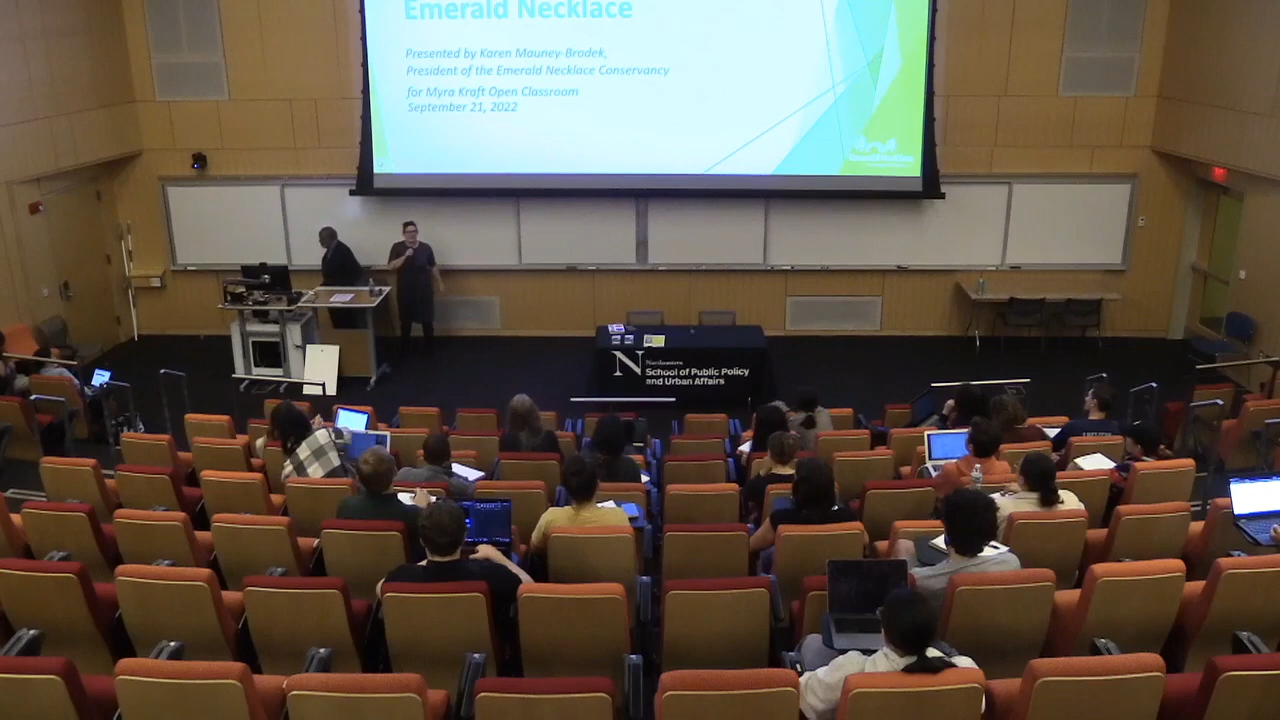 Emerald Necklace
Presented by Karen Mauney-Brodek,
President of the Emerald Necklace Conservancy
for Myra Kraft Open Classroom
September 21, 2022
N
Northeastern
School of Public Policy
and Urban Affairs